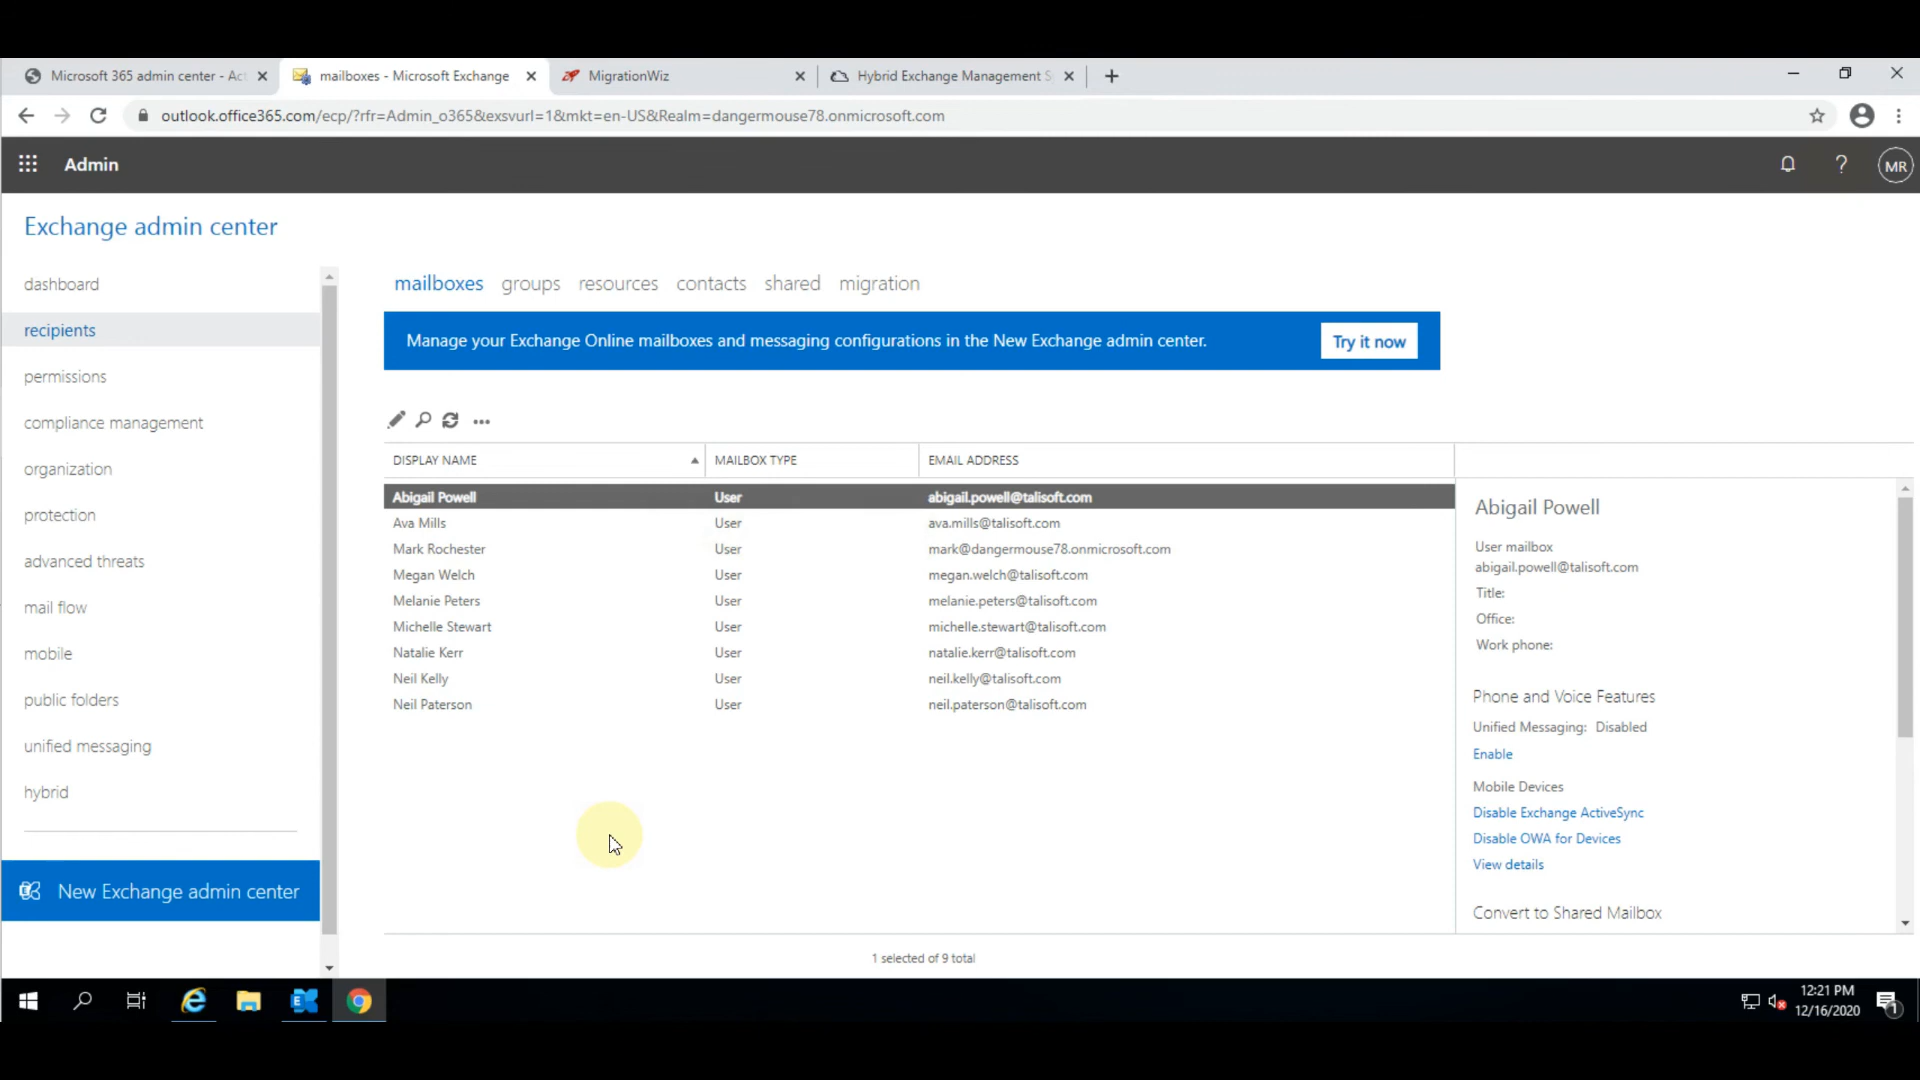 Microsoft 365 admin center - Act
mailboxes - Microsoft Exchange
MigrationWiz
Hybrid Exchange Management S
outlook.office365.com/ecp/?rfr=Admin_o365&exsvurl=1&mkt=en-US&Realm=dangermouse78.onmicrosoft.com
Admin
MR
Exchange admin center
dashboard
recipients
permissions
compliance management
organization
protection
advanced threats
mail flow
mobile
public folders
unified messaging
hybrid
New Exchange admin center
mailboxes groups resources contacts shared migration
Manage your Exchange Online mailboxes and messaging configurations in the New Exchange admin center.
Try it now
DISPLAY NAME MAILBOX TYPE EMAIL ADDRESS
Abigail Powell User abigail.powell@talisoft.com
Ava Mills User ava.mills@talisoft.com
Mark Rochester User mark@dangermouse78.onmicrosoft.com
Megan Welch User megan.welch@talisoft.com
Melanie Peters User melanie.peters@talisoft.com
Michelle Stewart User michelle.stewart@talisoft.com
Natalie Kerr User natalie.kerr@talisoft.com
Neil Kelly User neil.kelly@talisoft.com
Neil Paterson User neil.paterson@talisoft.com
1 selected of 9 total
Abigail Powell
User mailbox
abigail.powell@talisoft.com
Title:
Office:
Work phone:
Phone and Voice Features
Unified Messaging: Disabled
Enable
Mobile Devices
Disable Exchange ActiveSync
Disable OWA for Devices
View details
Convert to Shared Mailbox
12:21 PM
12/16/2020
1